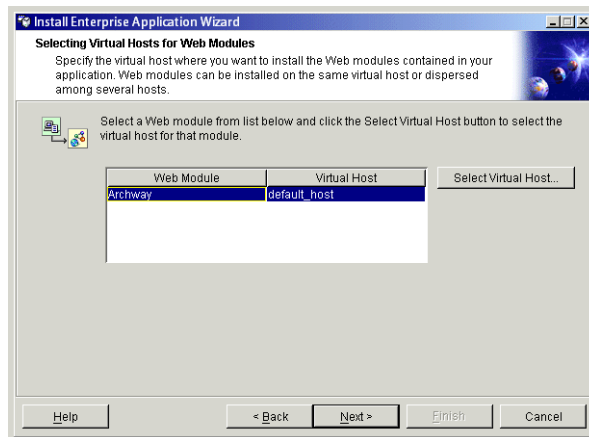 Install Enterprise Application Wizard
Selecting Virtual Hosts for Web Modules
Specify the virtual host where you want to install the Web modules contained in your
application. Web modules can be installed on the same virtual host or dispersed
among several hosts.
Select a Web module from list below and click the Select Virtual Host button to select the
virtual host for that module.
Web Module Virtual Host Select Virtual Host...
Archway default_host
Help < Back Next > Finish Cancel